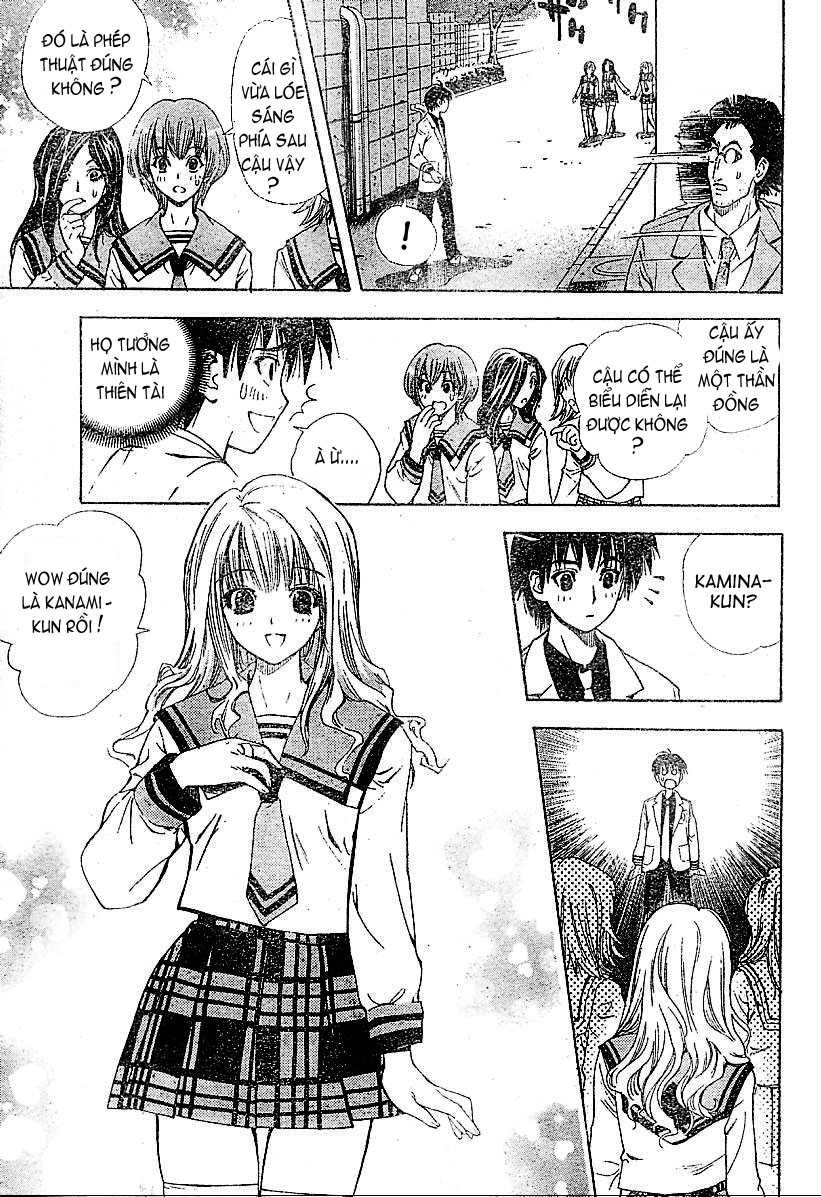 !
CÁI GÌ
VỪA LÓE
SÁNG
PHÍA SAU
CẬU VẬY
?
ĐÓ LÀ PHÉP
THUẬT ĐÚNG
KHÔNG ?
CẬU ẤY
ĐÚNG LÀ
MỘT THẦN
ĐỒNG
CẬU CÓ THỂ
BIỂU DIỄN LẠI
ĐƯỢC KHÔNG
?
À Ừ....
HỌ TƯỞNG
MÌNH LÀ
THIÊN TÀI
KAMINA-
KUN?
WOW ĐÚNG
LÀ KANAMI-
KUN RỒI !